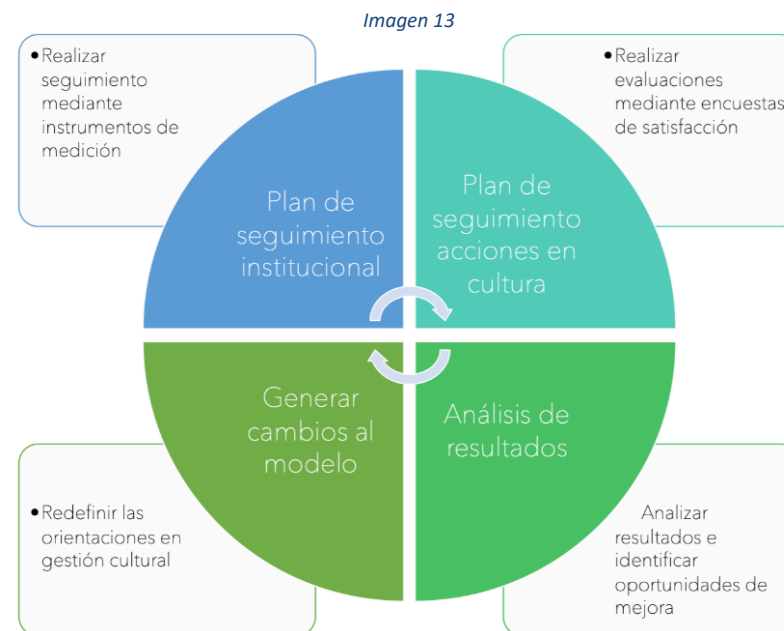 Imagen 13
•Realizar
seguimiento
mediante
instrumentos de
medición
•Realizar
evaluaciones
mediante encuestas
de satisfacción
Plan de
seguimiento
institucional
Plan de
seguimiento
acciones en
cultura
Generar
cambios al
modelo
Análisis de
resultados
•Redefinir las
orientaciones en
gestión cultural
Analizar
resultados e
identificar
oportunidades de
mejora